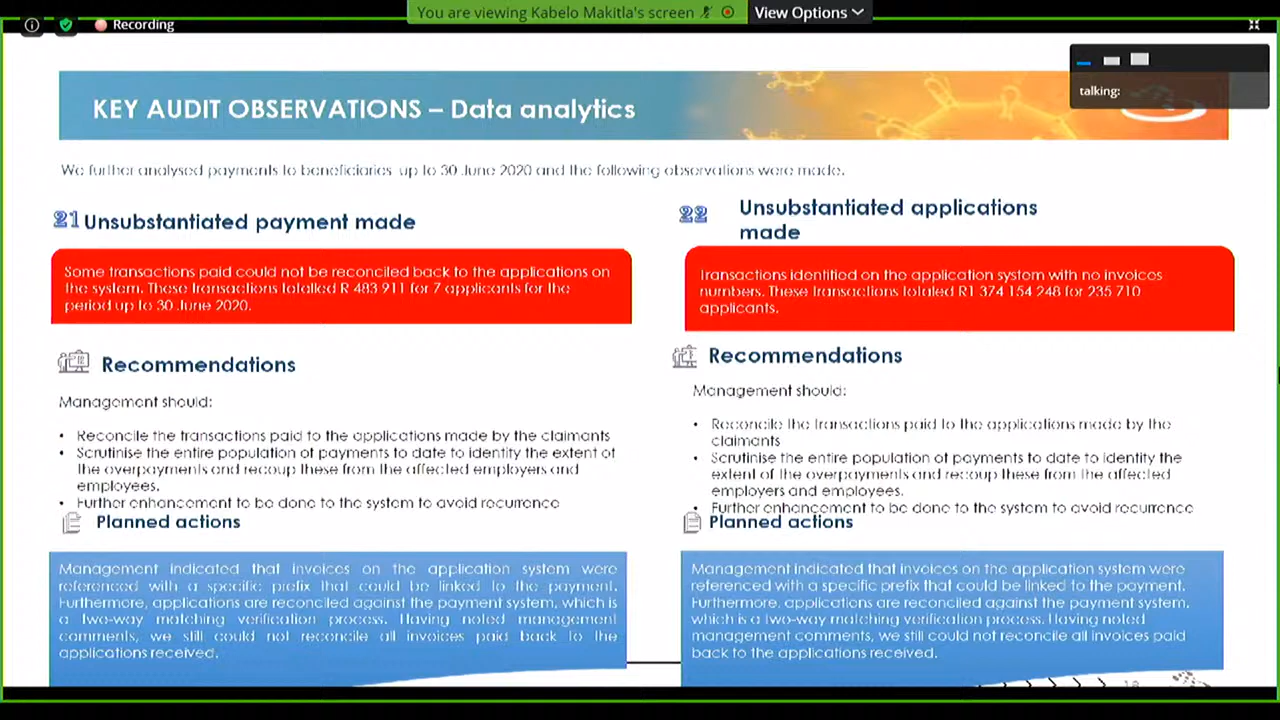 You are viewing Kabelo Makitla's screen
View Options
Recording
talking:
KEY AUDIT OBSERVATIONS – Data analytics
We further analysed payments to beneficiaries up to 30 June 2020 and the following observations were made.
21 Unsubstantiated payment made
Some transactions paid could not be reconciled back to the applications on
the system. These transactions totalled R 483 911 for 7 applicants for the
period up to 30 June 2020.
Recommendations
Management should:
• Reconcile the transactions paid to the applications made by the claimants
• Scrutinise the entire population of payments to date to identity the extent of
the overpayments and recoup these from the affected employers and
employees.
• Further enhancement to be done to the system to avoid recurrence
Planned actions
Management indicated that invoices on the application system were
referenced with a specific prefix that could be linked to the payment.
Furthermore, applications are reconciled against the payment system, which is
a two-way matching verification process. Having noted management
comments, we still could not reconcile all invoices paid back to the
applications received.
22 Unsubstantiated applications
made
Transactions identified on the application system with no invoices
numbers. These transactions totaled R1 374 154 248 for 235 710
applicants.
Recommendations
Management should:
• Reconcile the transactions paid to the applications made by the
claimants
• Scrutinise the entire population of payments to date to identity the
extent of the overpayments and recoup these from the affected
employers and employees.
• Further enhancement to be done to the system to avoid recurrence
Planned actions
Management indicated that invoices on the application system were
referenced with a specific prefix that could be linked to the payment.
Furthermore, applications are reconciled against the payment system,
which is a two-way matching verification process. Having noted
management comments, we still could not reconcile all invoices paid
back to the applications received.